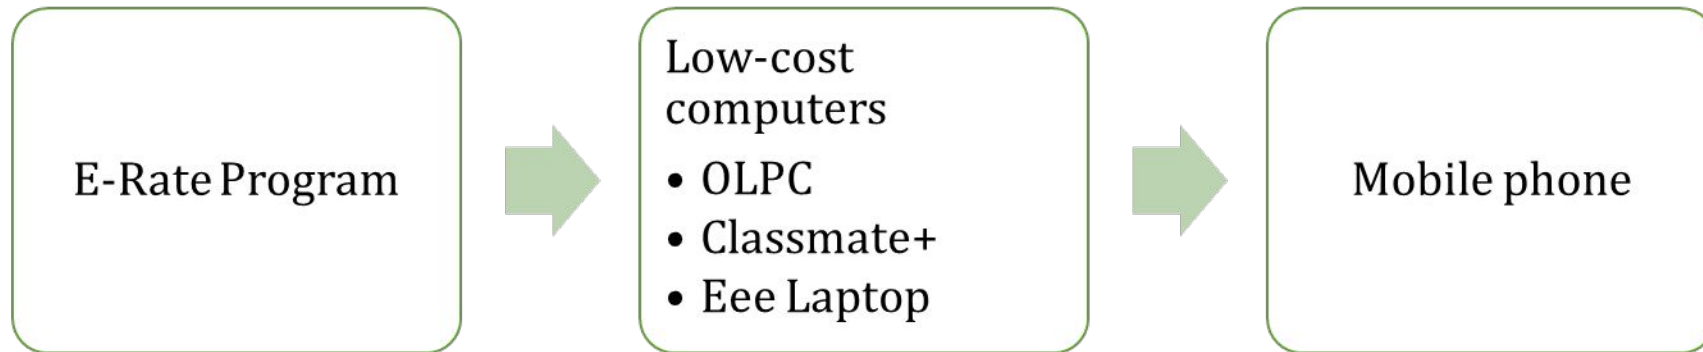 E-Rate Program
Low-cost
computers
• OLPC
• Classmate+
• Eee Laptop
Mobile phone